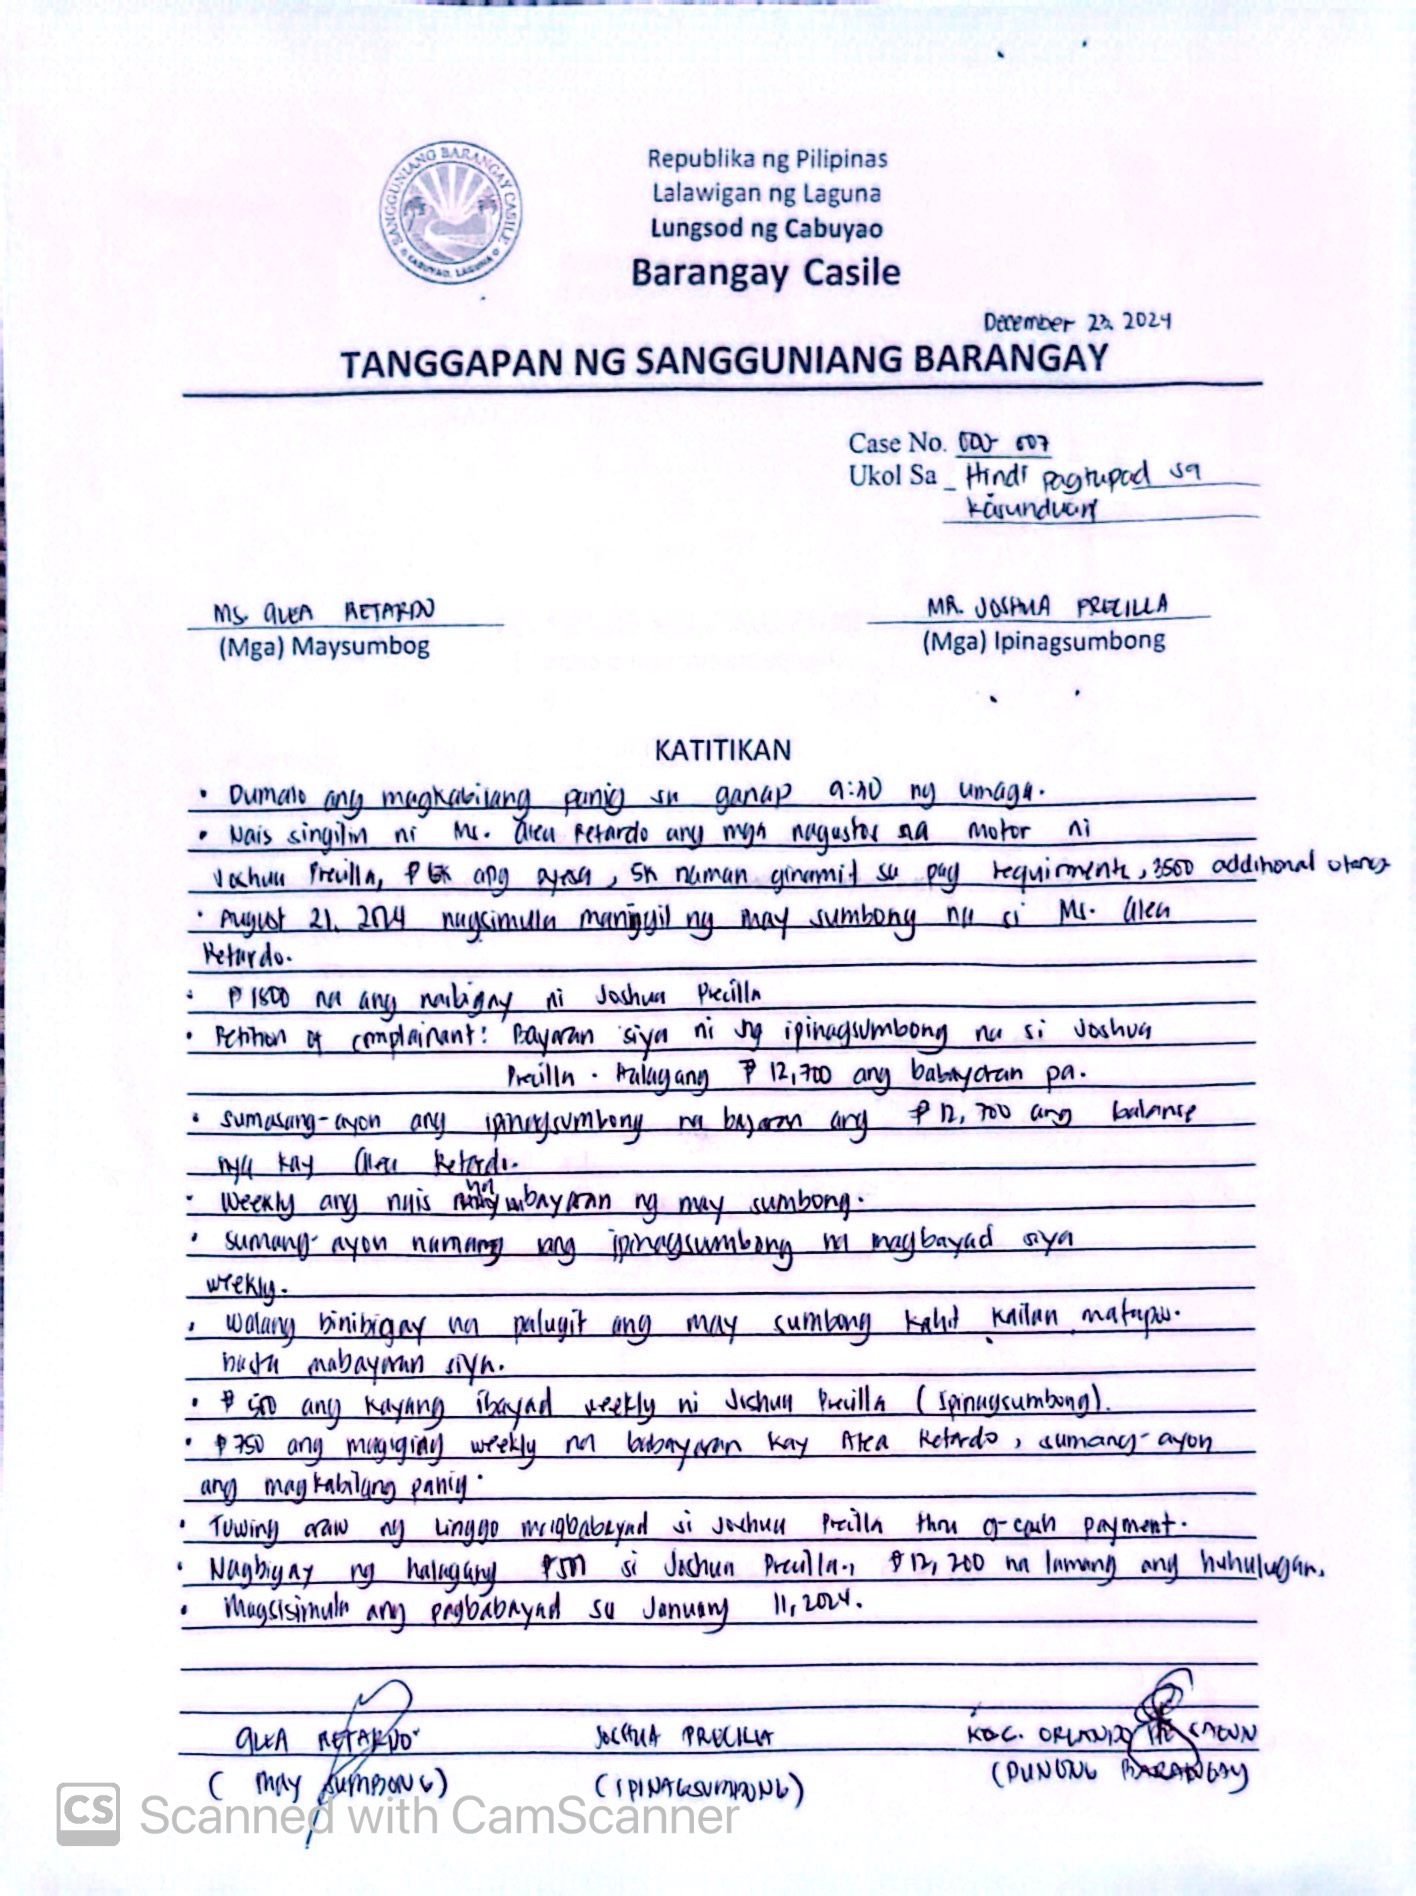 SANGGUNIANG BARANGAY CASILE
CABUYAO, LAGUNA
Republika ng Pilipinas
Lalawigan ng Laguna
Lungsod ng Cabuyao
Barangay Casile
December 23, 2024
TANGGAPAN NG SANGGUNIANG BARANGAY
Case No.
Ukol Sa Hindi pagtupad sa
kasunduan
MS. ALEA RETARDO
MR. JOSHUA PRECILLA
(Mga) Maysumbog
(Mga) Ipinagsumbong
KATITIKAN
• Dumalo ang magkabilang panig sa ganap ng umaga.
• Nais singilin ni Ms. Alea Retardo ang mga nagastos na motor ni
Joshua Precilla, ang , 5k naman ginamit sa pag requirments, 3500 additional utang
• August 21, 2024 nagsimula maningil ng may sumbong na si Ms. Alea
Retardo.
• ₱1800 na ang naibigay ni Joshua Precilla
• Petition of complainant: Bayaran siya ni ng ipinagsumbong na si Joshua
Precilla. Halagang ₱12,700 ang babayaran pa.
• sumasang-ayon ang ipinagsumbong na bayaran ang ₱12,700 ang balanse
nya kay Alea Retardo.
• Weekly ang nais na bayaran ng may sumbong.
• sumang-ayon namang ang ipinagsumbong na magbayad siya
weekly.
• Walang binibigay na palugit ang may sumbong kahit kailan matapos.
basta mabayaran siya.
• ₱500 ang kayang ibayad weekly ni Joshua Precilla (Ipinagsumbong).
• ₱750 ang magiging weekly na babayaran kay Alea Retardo, sumang-ayon
ang magkabilang panig.
• Tuwing araw ng Linggo magbabayad si Joshua Precilla thru G-cash payment.
• Nagbigay ng halagang ₱500 si Joshua Precilla., ₱12,200 na lamang ang huhulugan.
• Magsisimula ang pagbabayad sa January 11, 2024.
ALEA RETARDO
JOSHUA PRECILLA
KGG. ORLANDO
(MAY SUMBONG)
(IPINAGSUMBONG)
(PUNONG BARANGAY)
CS Scanned with CamScanner